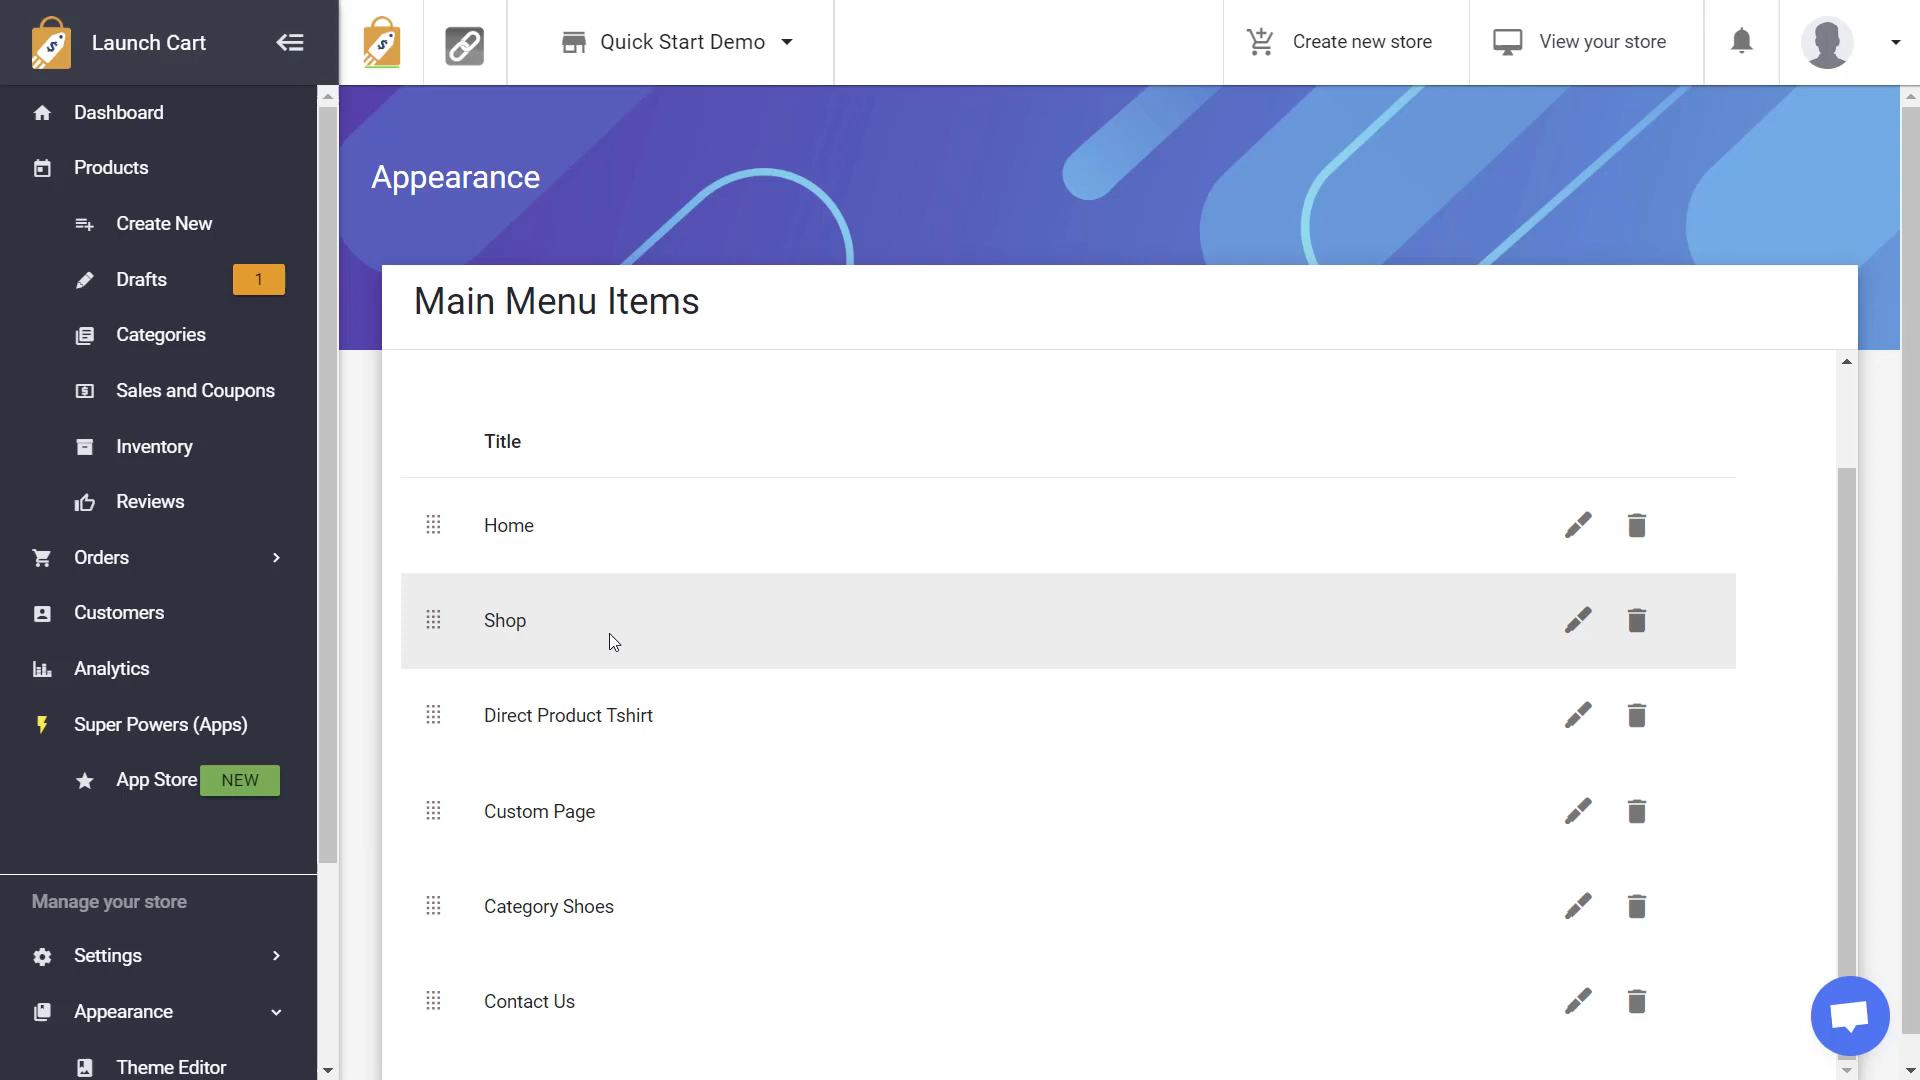 Launch Cart
Quick Start Demo
Create new store
View your store
Dashboard
Products
Create New
Drafts 1
Categories
Sales and Coupons
Inventory
Reviews
Orders
Customers
Analytics
Super Powers (Apps)
App Store NEW
Manage your store
Settings
Appearance
Theme Editor
Appearance
Main Menu Items
Title
Home
Shop
Direct Product Tshirt
Custom Page
Category Shoes
Contact Us